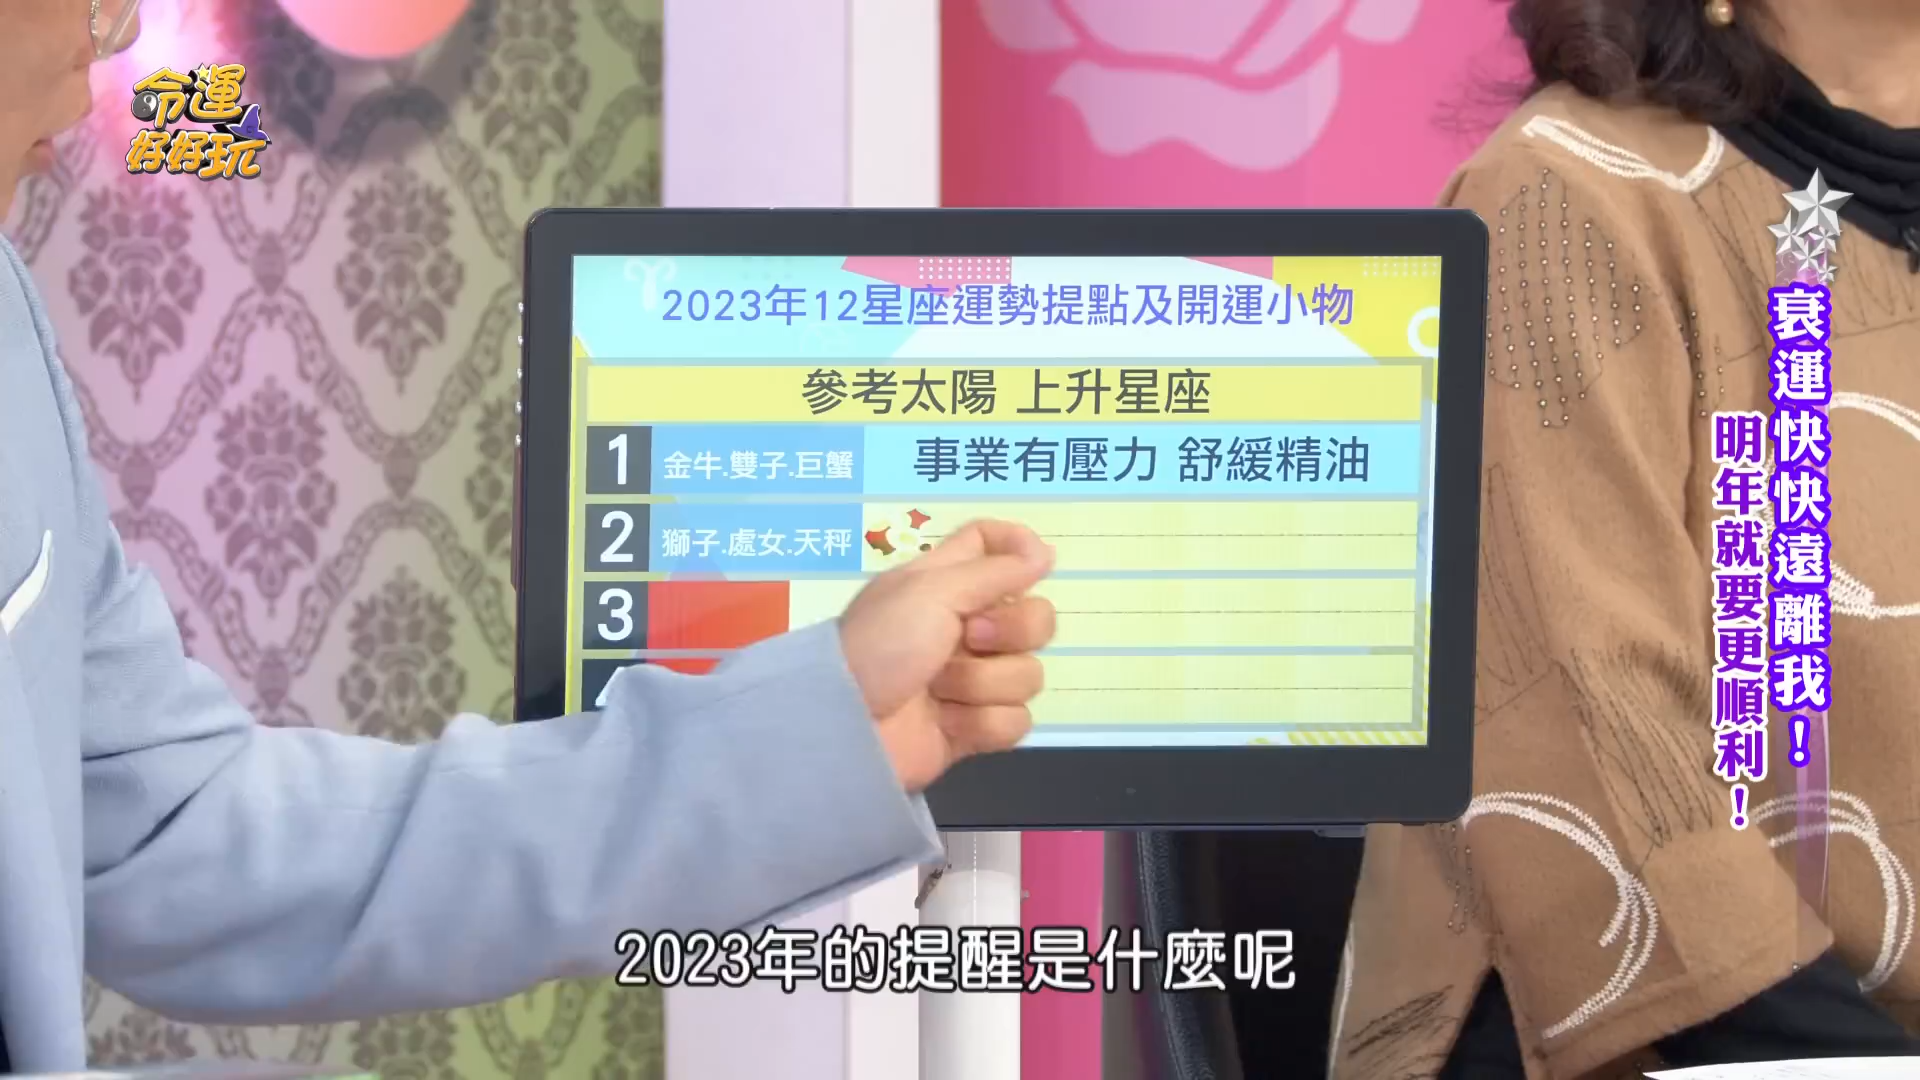 命運
好好玩
2023年12星座運勢提點及開運小物
參考太陽 上升星座
1 金牛.雙子.巨蟹 事業有壓力 舒緩精油
2 獅子.處女.天秤
3
衰運快快遠離我！
明年就要更順利！
2023年的提醒是什麼呢